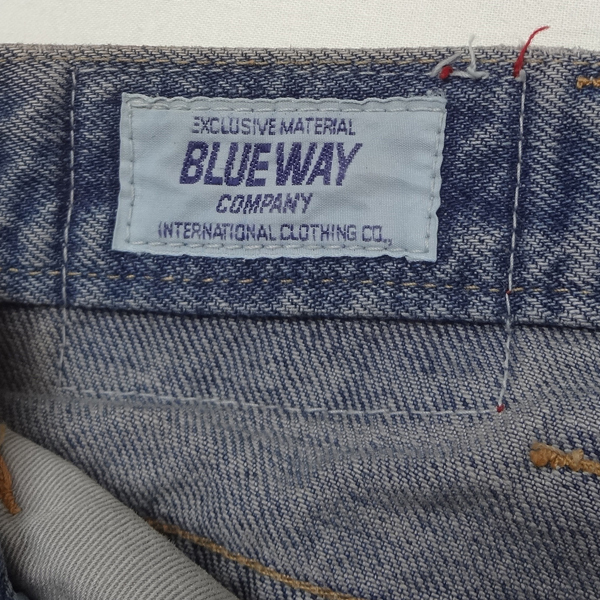 EXCLUSIVE MATERIAL
BLUE WAY
COMPANY
INTERNATIONAL CLOTHING CO.,